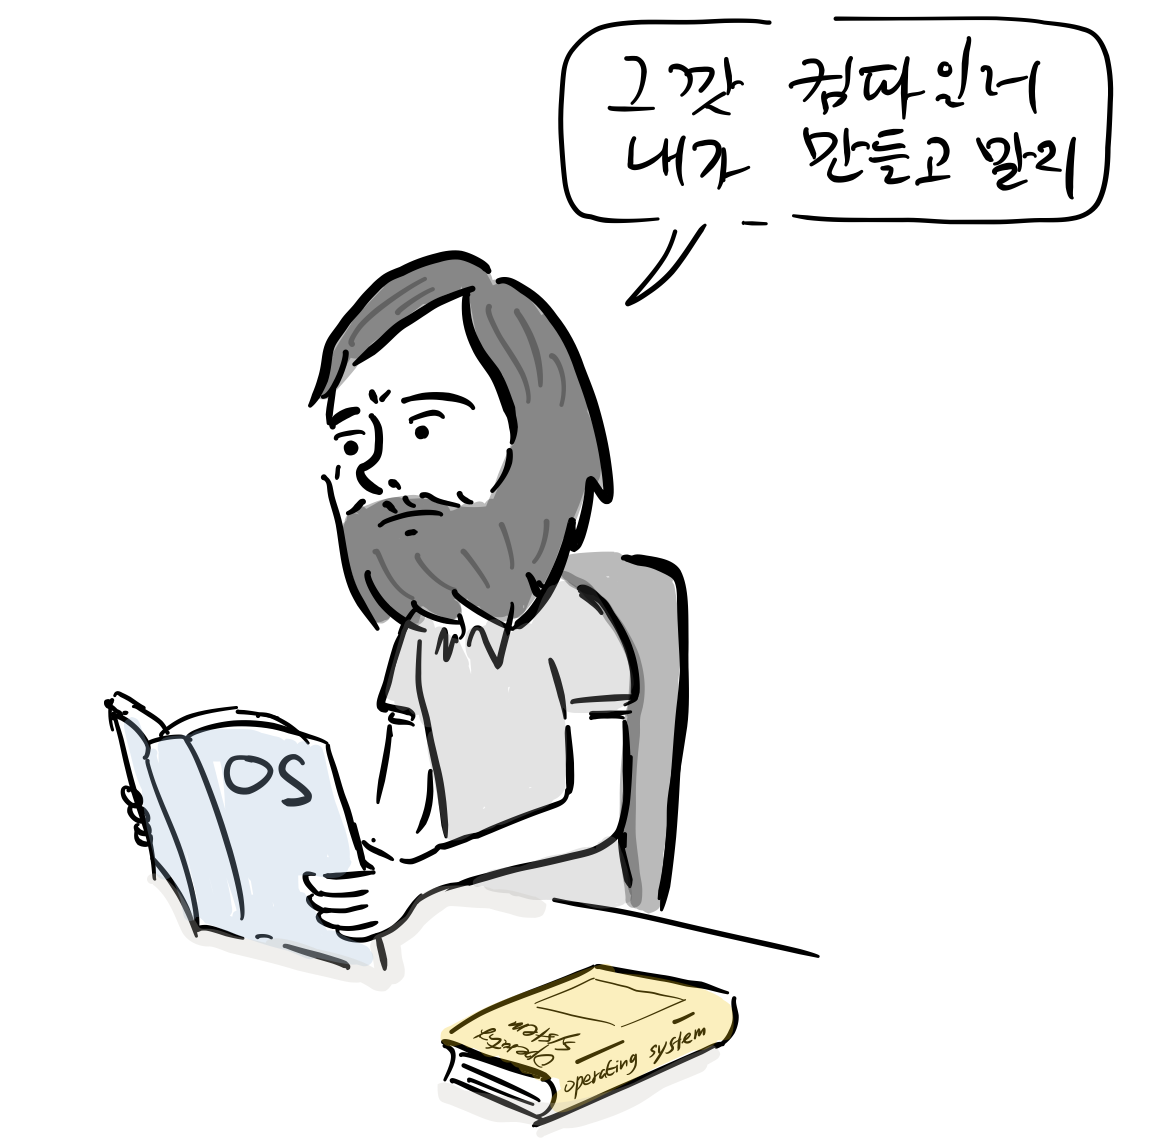 그깟 컴파일러
내가 만들고 말지
OS
Operating
System
operating system